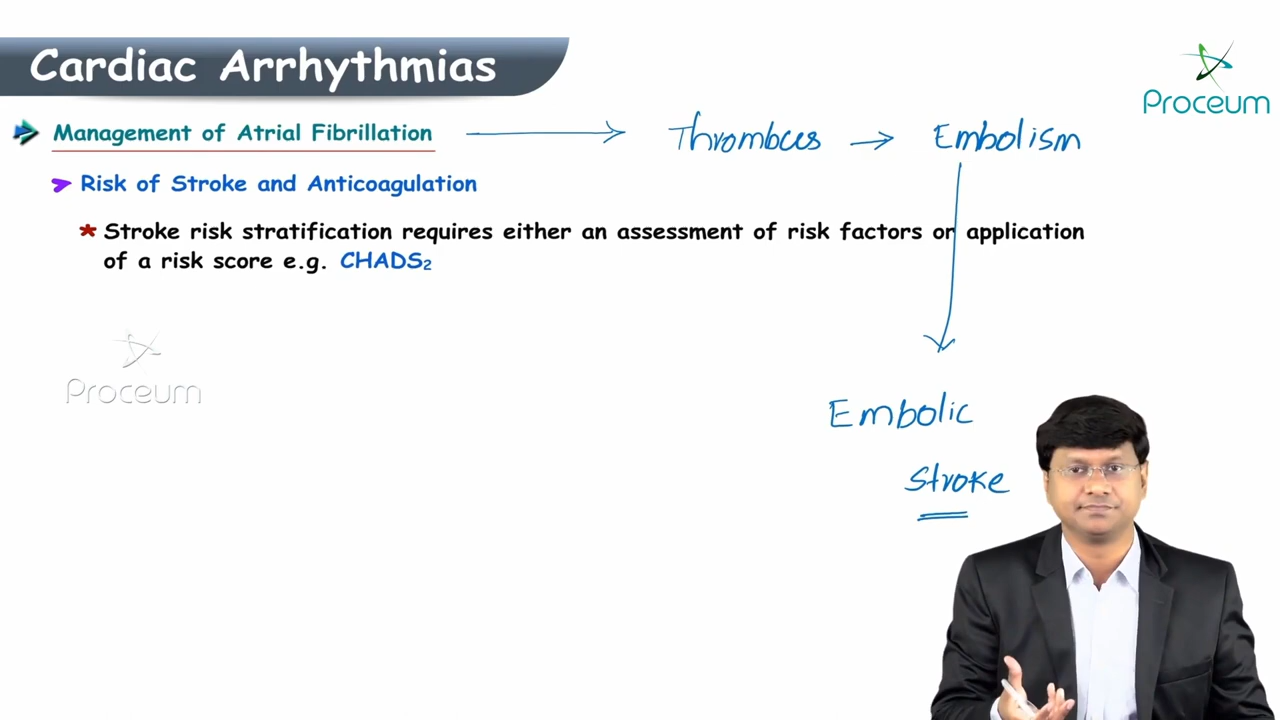 Cardiac Arrhythmias
Proceum
Management of Atrial Fibrillation
Thrombus → Embolism
Risk of Stroke and Anticoagulation
* Stroke risk stratification requires either an assessment of risk factors or application
of a risk score e.g. CHADS₂
Proceum
Embolic
Stroke